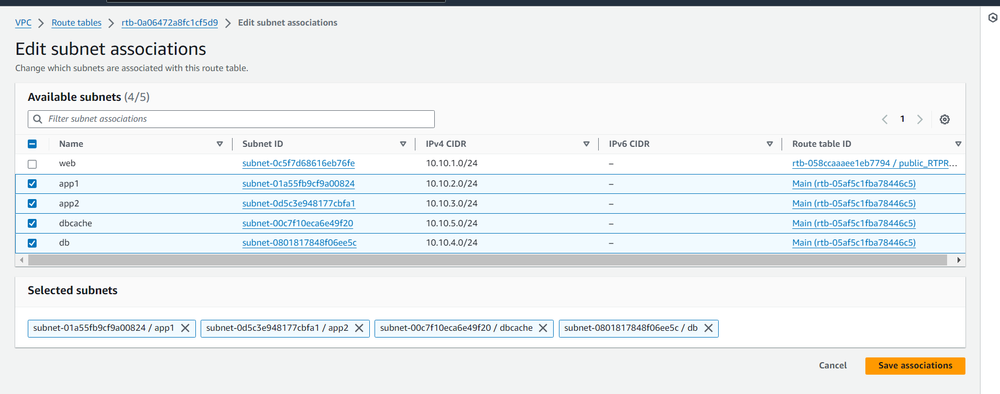 VPC > Route tables > rtb-0a06472a8fc1cf5d9 > Edit subnet associations
Edit subnet associations
Change which subnets are associated with this route table.
Available subnets (4/5)
Filter subnet associations
1
Name Subnet ID IPv4 CIDR IPv6 CIDR Route table ID
web subnet-0c5f7d68616eb76fe 10.10.1.0/24 – rtb-058ccaaaee1eb7794 / public_RTPR...
app1 subnet-01a55fb9cf9a00824 10.10.2.0/24 – Main (rtb-05af5c1fba78446c5)
app2 subnet-0d5c3e948177cbfa1 10.10.3.0/24 – Main (rtb-05af5c1fba78446c5)
dbcache subnet-00c7f10eca6e49f20 10.10.5.0/24 – Main (rtb-05af5c1fba78446c5)
db subnet-0801817848f06ee5c 10.10.4.0/24 – Main (rtb-05af5c1fba78446c5)
Selected subnets
subnet-01a55fb9cf9a00824 / app1 subnet-0d5c3e948177cbfa1 / app2 subnet-00c7f10eca6e49f20 / dbcache subnet-0801817848f06ee5c / db
Cancel Save associations